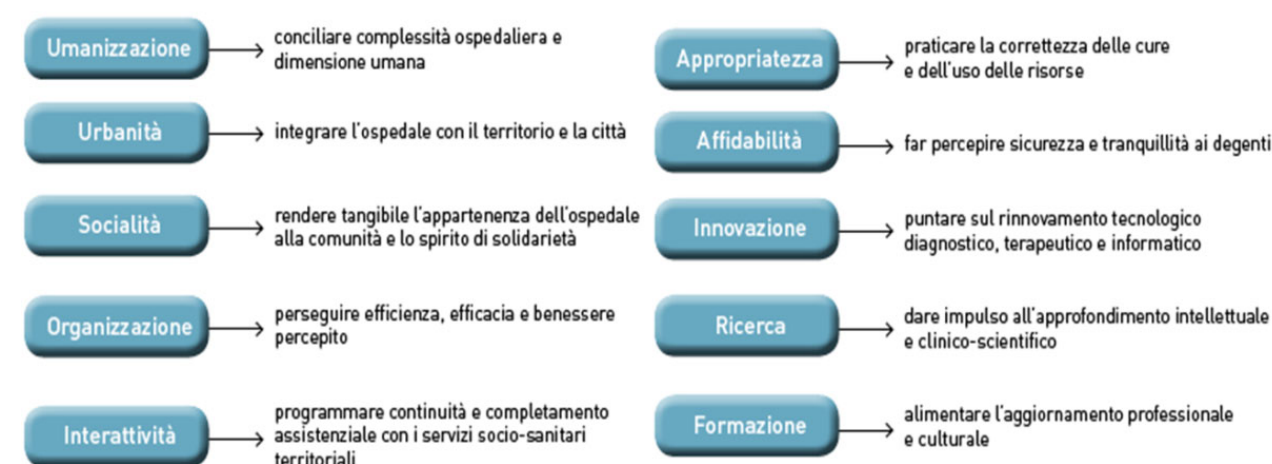 Umanizzazione
conciliare complessità ospedaliera e
dimensione umana
Urbanità
integrare l'ospedale con il territorio e la città
Socialità
rendere tangibile l'appartenenza dell'ospedale
alla comunità e lo spirito di solidarietà
Organizzazione
perseguire efficienza, efficacia e benessere
percepito
Interattività
programmare continuità e completamento
assistenziale con i servizi socio-sanitari
territoriali
Appropriatezza
praticare la correttezza delle cure
e dell'uso delle risorse
Affidabilità
far percepire sicurezza e tranquillità ai degenti
Innovazione
puntare sul rinnovamento tecnologico
diagnostico, terapeutico e informatico
Ricerca
dare impulso all'approfondimento intellettuale
e clinico-scientifico
Formazione
alimentare l'aggiornamento professionale
e culturale